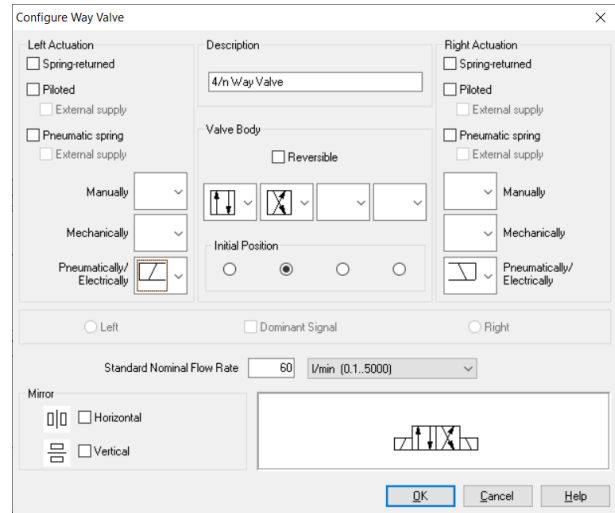 Configure Way Valve
Left Actuation
Spring-returned
Piloted
External supply
Pneumatic spring
External supply
Manually
Mechanically
Pneumatically/
Electrically
Description
4/n Way Valve
Valve Body
Reversible
Initial Position
Right Actuation
Spring-returned
Piloted
External supply
Pneumatic spring
External supply
Manually
Mechanically
Pneumatically/
Electrically
Left
Dominant Signal
Right
Standard Nominal Flow Rate
60
l/min (0.1..5000)
Mirror
Horizontal
Vertical
OK
Cancel
Help